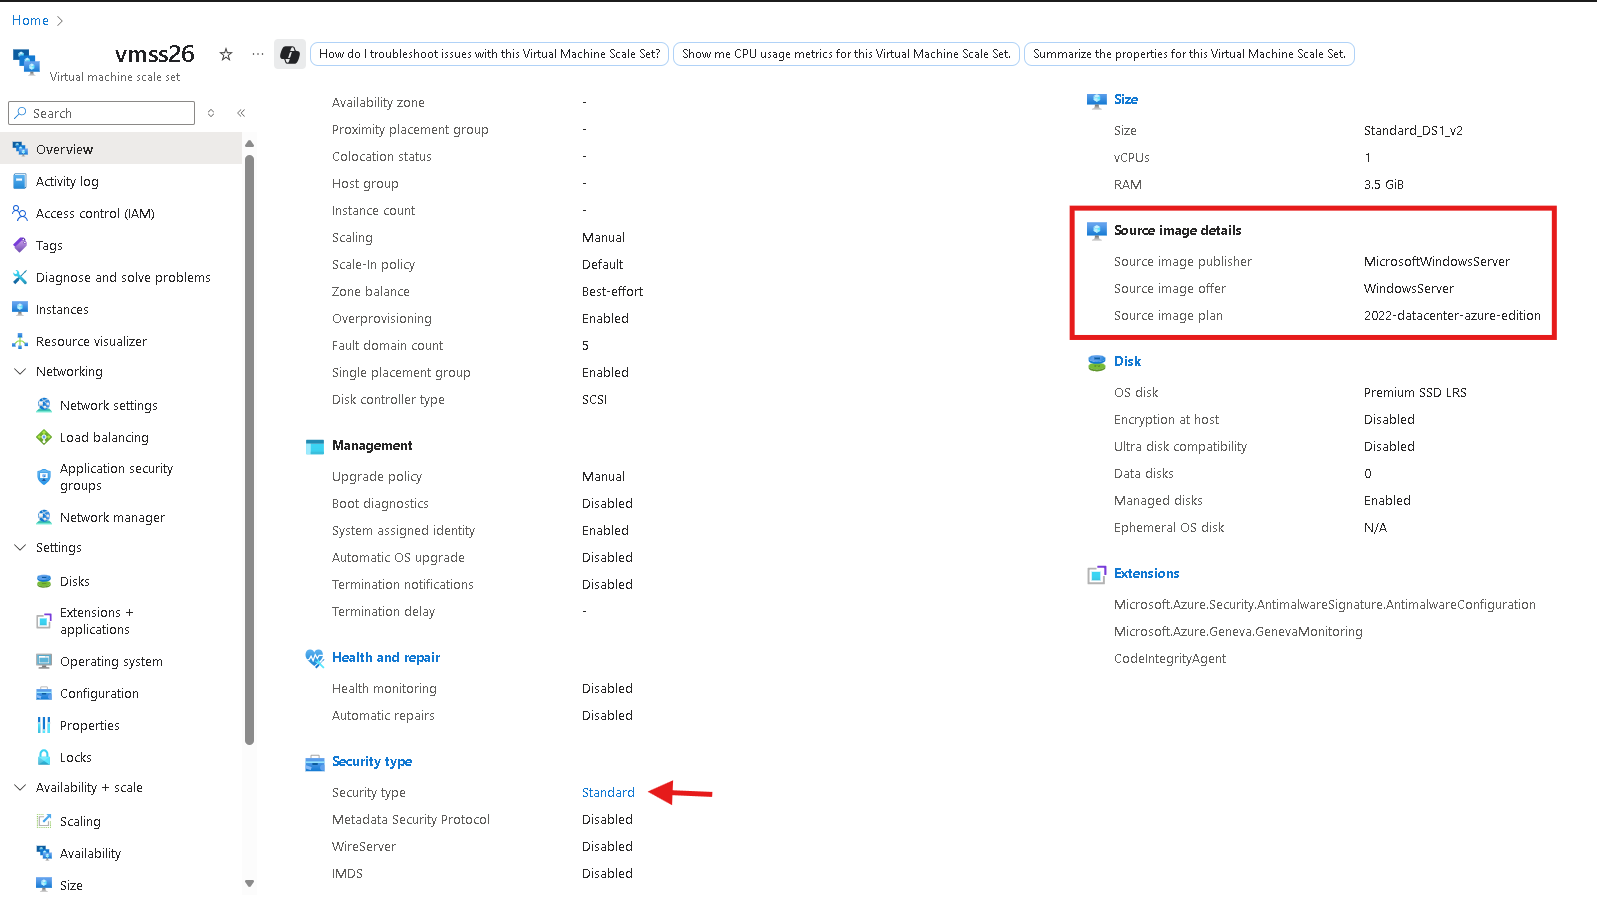 Home
vmss26
Virtual machine scale set
How do I troubleshoot issues with this Virtual Machine Scale Set?
Show me CPU usage metrics for this Virtual Machine Scale Set.
Summarize the properties for this Virtual Machine Scale Set.
Search
Overview
Activity log
Access control (IAM)
Tags
Diagnose and solve problems
Instances
Resource visualizer
Networking
Network settings
Load balancing
Application security
groups
Network manager
Settings
Disks
Extensions +
applications
Operating system
Configuration
Properties
Locks
Availability + scale
Scaling
Availability
Size
Availability zone -
Proximity placement group -
Colocation status -
Host group -
Instance count -
Scaling Manual
Scale-In policy Default
Zone balance Best-effort
Overprovisioning Enabled
Fault domain count 5
Single placement group Enabled
Disk controller type SCSI
Management
Upgrade policy Manual
Boot diagnostics Disabled
System assigned identity Enabled
Automatic OS upgrade Disabled
Termination notifications Disabled
Termination delay -
Health and repair
Health monitoring Disabled
Automatic repairs Disabled
Security type
Security type Standard
Metadata Security Protocol Disabled
WireServer Disabled
IMDS Disabled
Size
Size Standard_DS1_v2
vCPUs 1
RAM 3.5 GiB
Source image details
Source image publisher MicrosoftWindowsServer
Source image offer WindowsServer
Source image plan 2022-datacenter-azure-edition
Disk
OS disk Premium SSD LRS
Encryption at host Disabled
Ultra disk compatibility Disabled
Data disks 0
Managed disks Enabled
Ephemeral OS disk N/A
Extensions
Microsoft.Azure.Security.AntimalwareSignature.AntimalwareConfiguration
Microsoft.Azure.Geneva.GenevaMonitoring
CodeIntegrityAgent